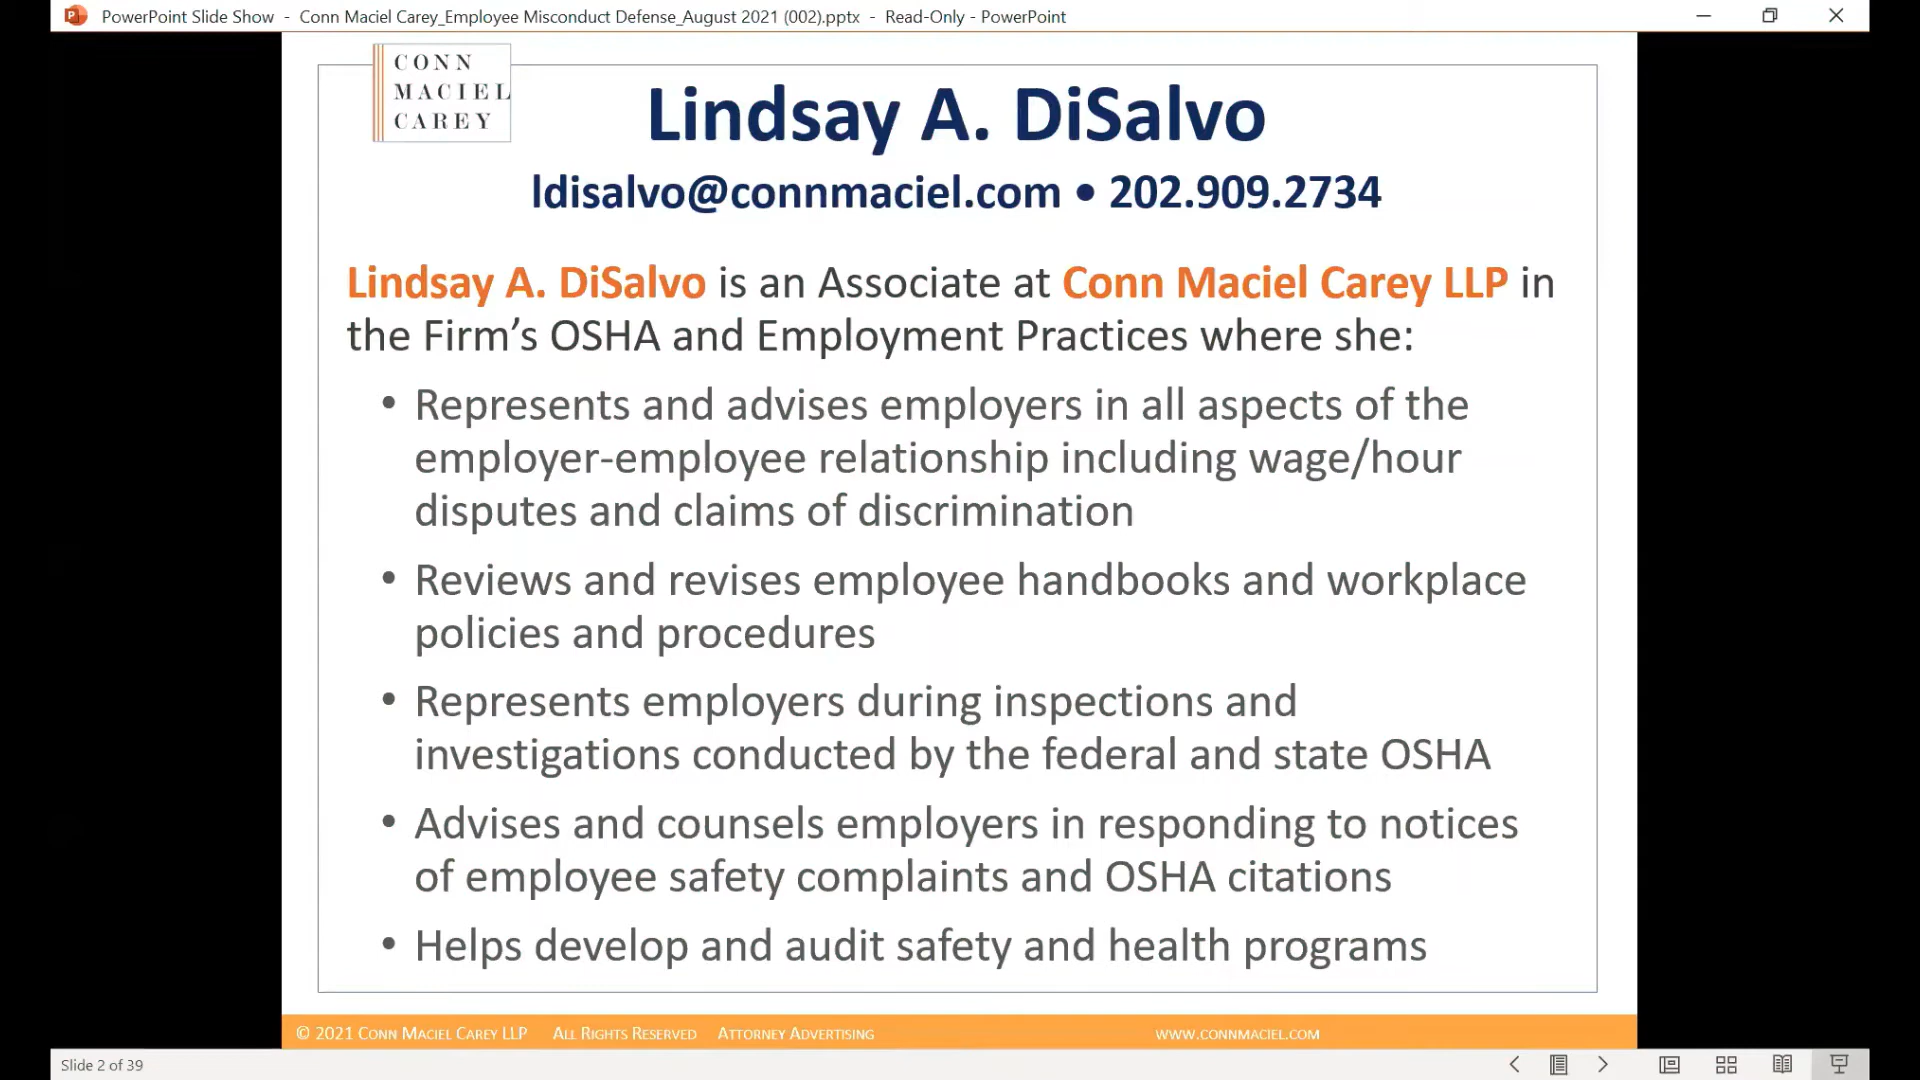 PowerPoint Slide Show - Conn Maciel Carey_Employee Misconduct Defense_August 2021 (002).pptx - Read-Only - PowerPoint
CONN
MACIEL
CAREY
Lindsay A. DiSalvo
ldisalvo@connmaciel.com • 202.909.2734
Lindsay A. DiSalvo is an Associate at Conn Maciel Carey LLP in
the Firm’s OSHA and Employment Practices where she:
• Represents and advises employers in all aspects of the
employer-employee relationship including wage/hour
disputes and claims of discrimination
• Reviews and revises employee handbooks and workplace
policies and procedures
• Represents employers during inspections and
investigations conducted by the federal and state OSHA
• Advises and counsels employers in responding to notices
of employee safety complaints and OSHA citations
• Helps develop and audit safety and health programs
© 2021 CONN MACIEL CAREY LLP ALL RIGHTS RESERVED ATTORNEY ADVERTISING WWW.CONNMACIEL.COM
Slide 2 of 39